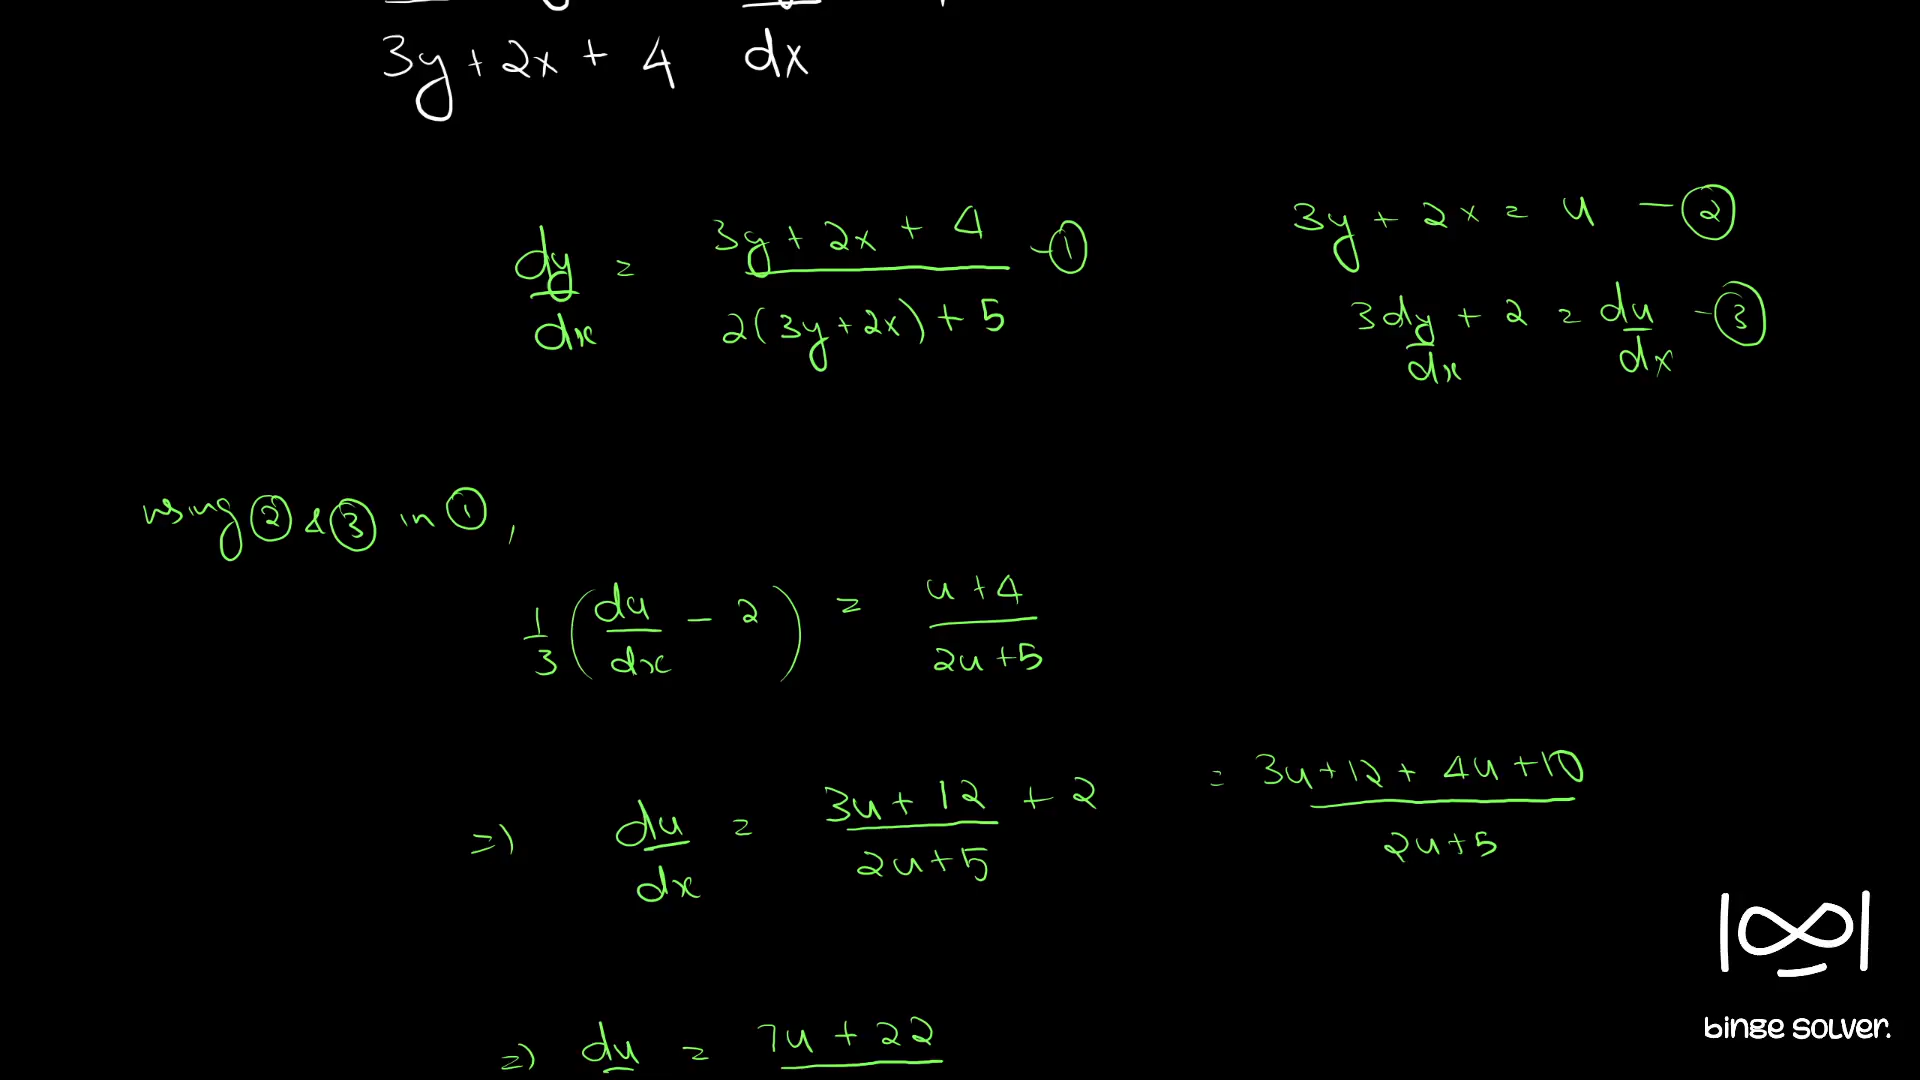 3y + 2x + 4 dx
dy/dx = (3y + 2x + 4)/(2(3y + 2x) + 5) - ①
3y + 2x = u - ②
3 dy/dx + 2 = du/dx - ③
using ② & ③ in ①,
1/3 (du/dx - 2) = (u + 4)/(2u + 5)
=) du/dx = (3u + 12)/(2u + 5) + 2 = (3u + 12 + 4u + 10)/(2u + 5)
=) du = 7u + 22
binge solver.